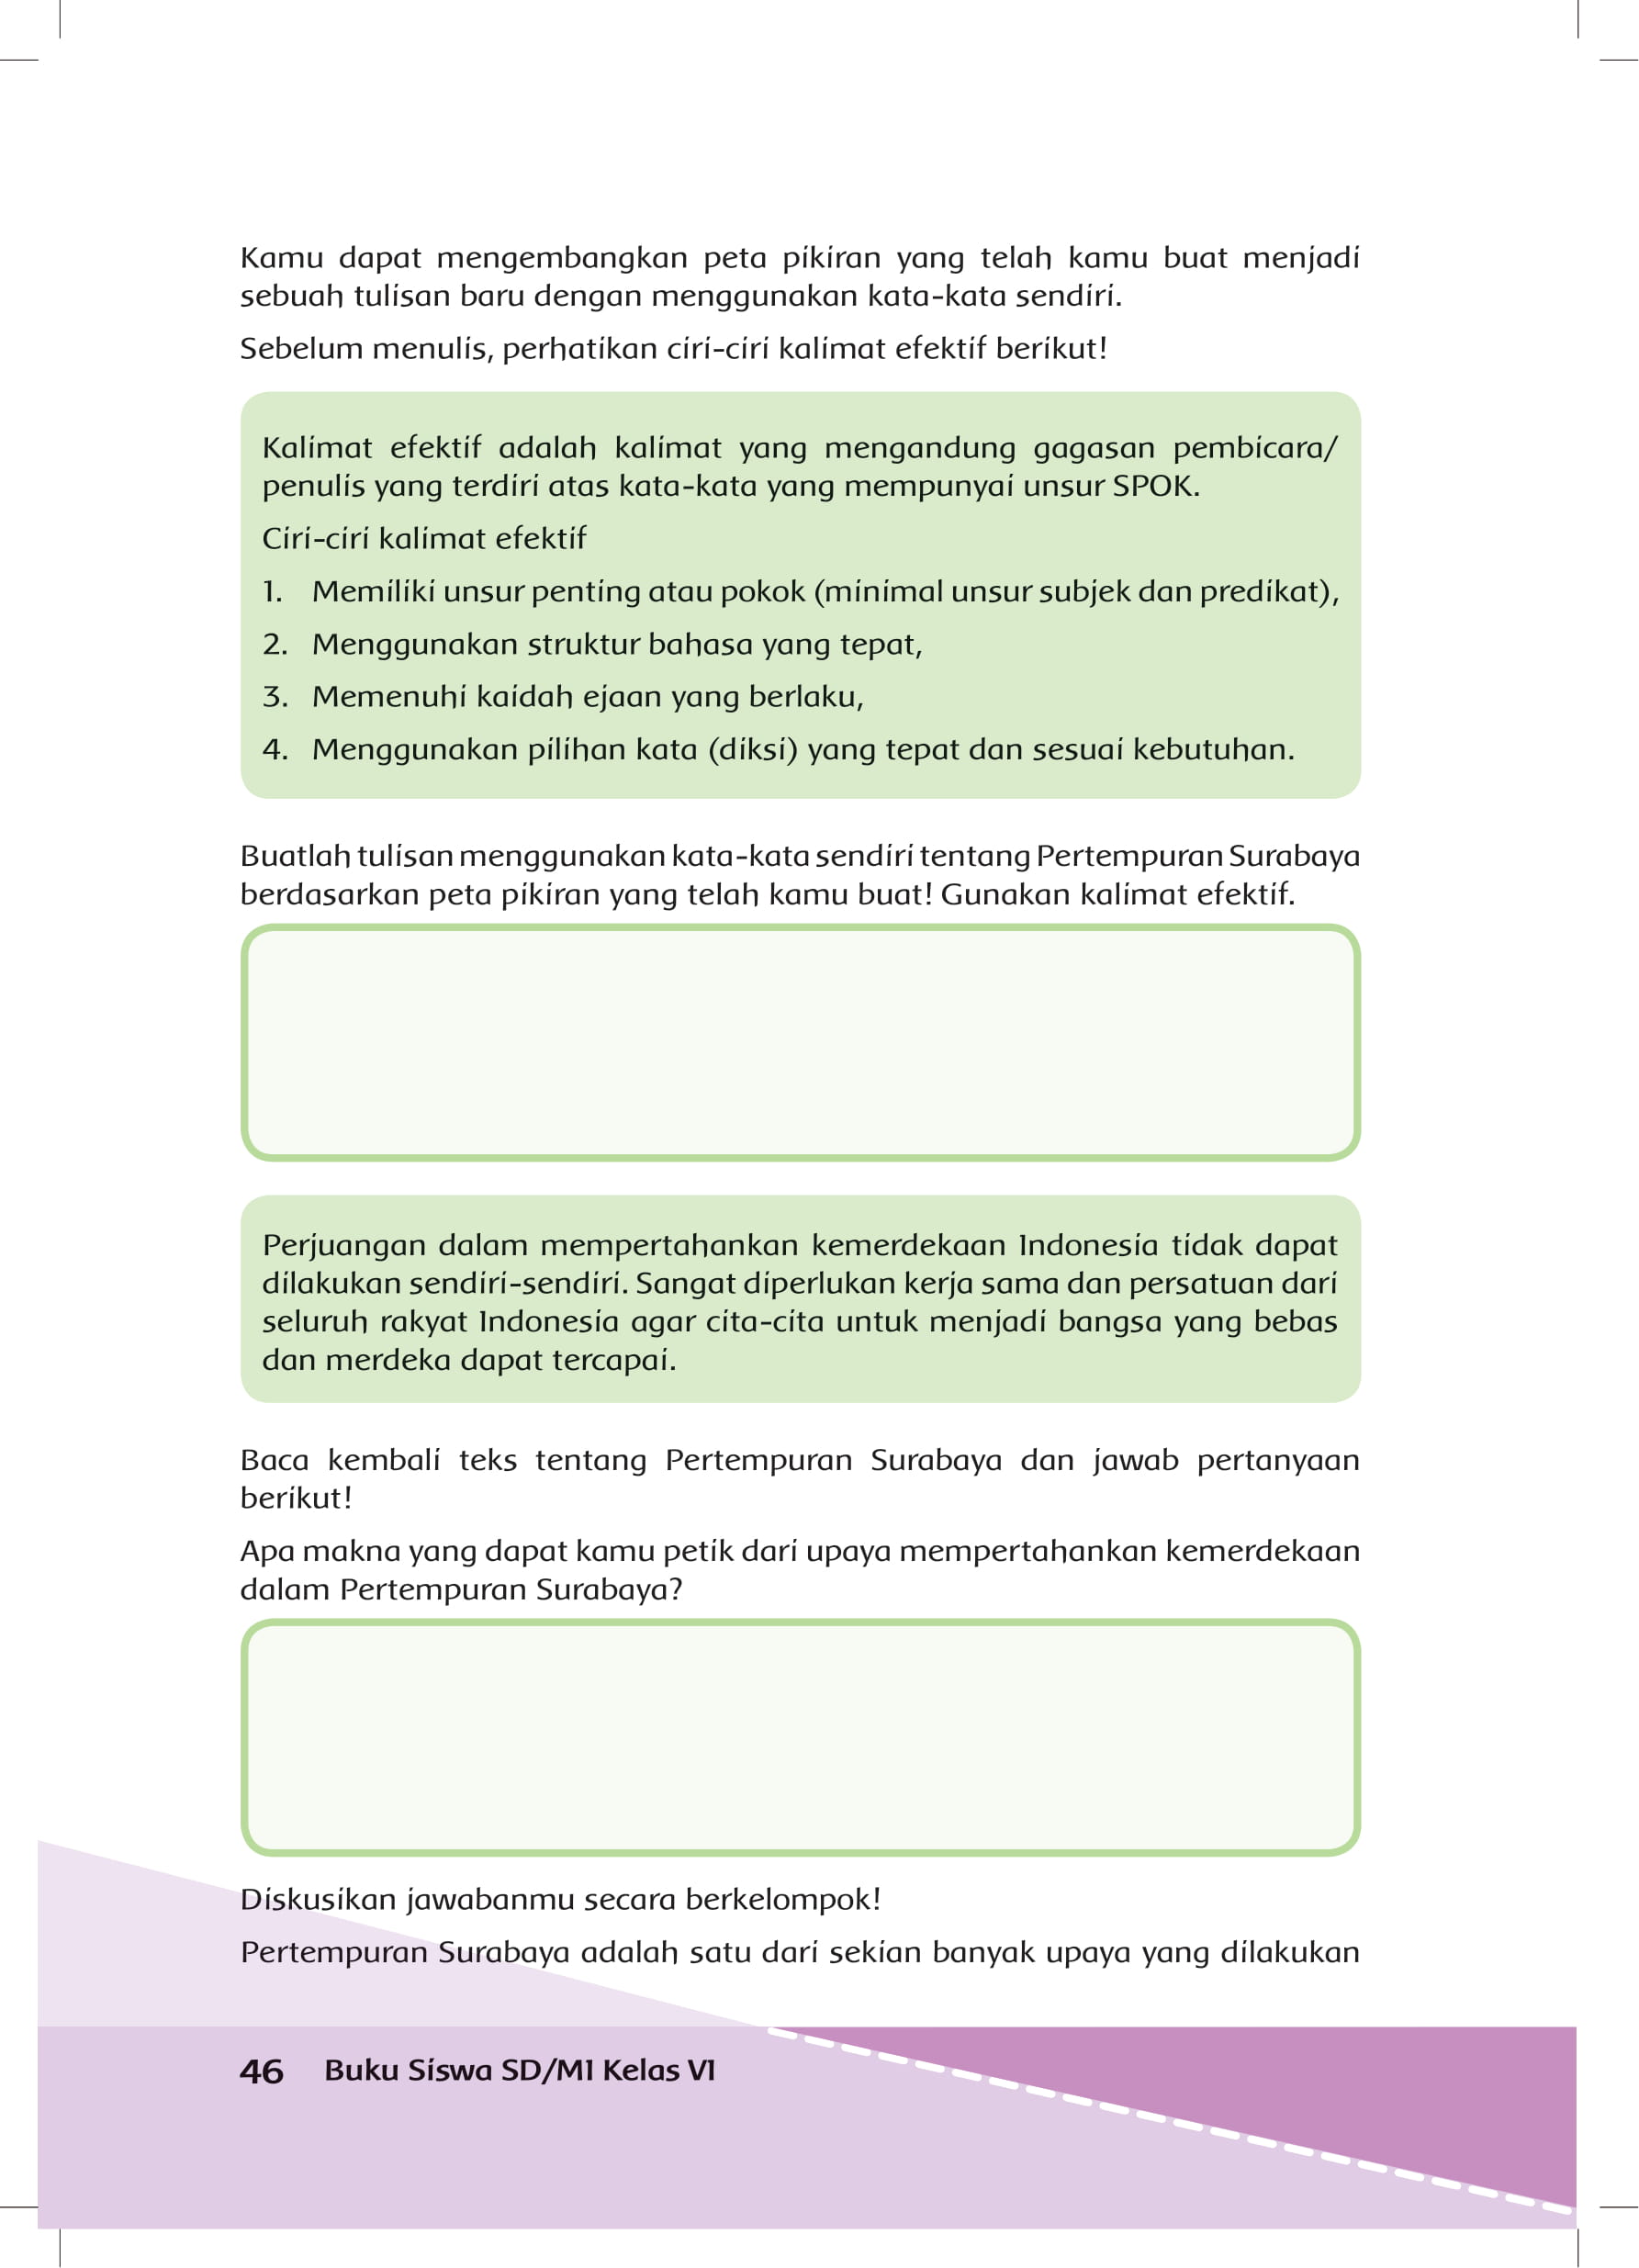 Kamu dapat mengembangkan peta pikiran yang telah kamu buat menjadi
sebuah tulisan baru dengan menggunakan kata-kata sendiri.
Sebelum menulis, perhatikan ciri-ciri kalimat efektif berikut!
Kalimat efektif adalah kalimat yang mengandung gagasan pembicara/
penulis yang terdiri atas kata-kata yang mempunyai unsur SPOK.
Ciri-ciri kalimat efektif
1. Memiliki unsur penting atau pokok (minimal unsur subjek dan predikat),
2. Menggunakan struktur bahasa yang tepat,
3. Memenuhi kaidah ejaan yang berlaku,
4. Menggunakan pilihan kata (diksi) yang tepat dan sesuai kebutuhan.
Buatlah tulisan menggunakan kata-kata sendiri tentang Pertempuran Surabaya
berdasarkan peta pikiran yang telah kamu buat! Gunakan kalimat efektif.
Perjuangan dalam mempertahankan kemerdekaan Indonesia tidak dapat
dilakukan sendiri-sendiri. Sangat diperlukan kerja sama dan persatuan dari
seluruh rakyat Indonesia agar cita-cita untuk menjadi bangsa yang bebas
dan merdeka dapat tercapai.
Baca kembali teks tentang Pertempuran Surabaya dan jawab pertanyaan
berikut!
Apa makna yang dapat kamu petik dari upaya mempertahankan kemerdekaan
dalam Pertempuran Surabaya?
Diskusikan jawabanmu secara berkelompok!
Pertempuran Surabaya adalah satu dari sekian banyak upaya yang dilakukan
46 Buku Siswa SD/MI Kelas VI